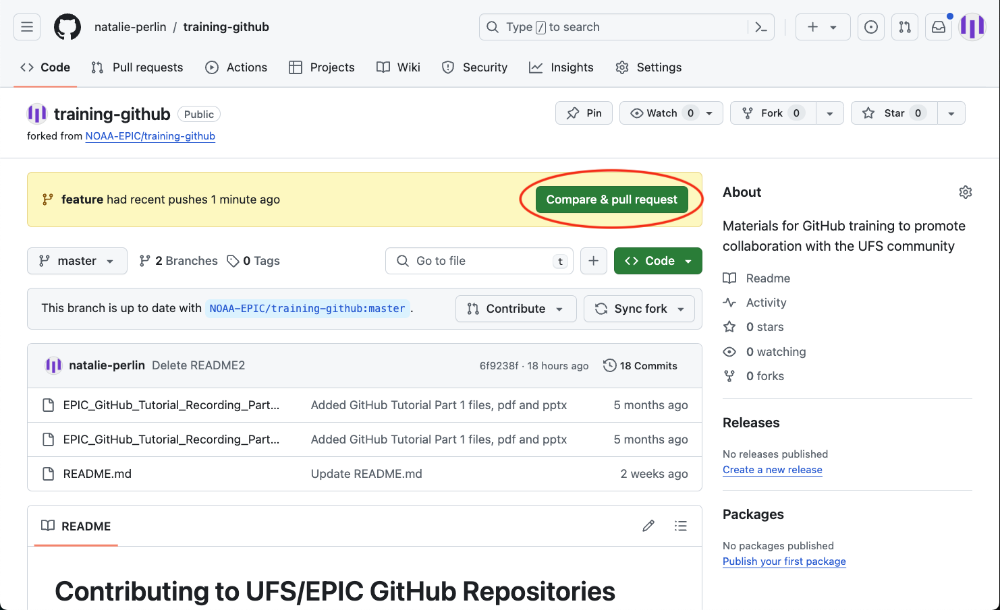 natalie-perlin / training-github
Type / to search
Code
Pull requests
Actions
Projects
Wiki
Security
Insights
Settings
training-github
Public
Pin
Watch 0
Fork 0
Star 0
forked from NOAA-EPIC/training-github
feature had recent pushes 1 minute ago
Compare & pull request
master
2 Branches
0 Tags
Go to file
t
Code
This branch is up to date with NOAA-EPIC/training-github:master .
Contribute
Sync fork
natalie-perlin Delete README2
6f9238f · 18 hours ago
18 Commits
EPIC_GitHub_Tutorial_Recording_Part... Added GitHub Tutorial Part 1 files, pdf and pptx 5 months ago
EPIC_GitHub_Tutorial_Recording_Part... Added GitHub Tutorial Part 1 files, pdf and pptx 5 months ago
README.md Update README.md 2 weeks ago
README
Contributing to UFS/EPIC GitHub Repositories
About
Materials for GitHub training to promote
collaboration with the UFS community
Readme
Activity
0 stars
0 watching
0 forks
Releases
No releases published
Create a new release
Packages
No packages published
Publish your first package